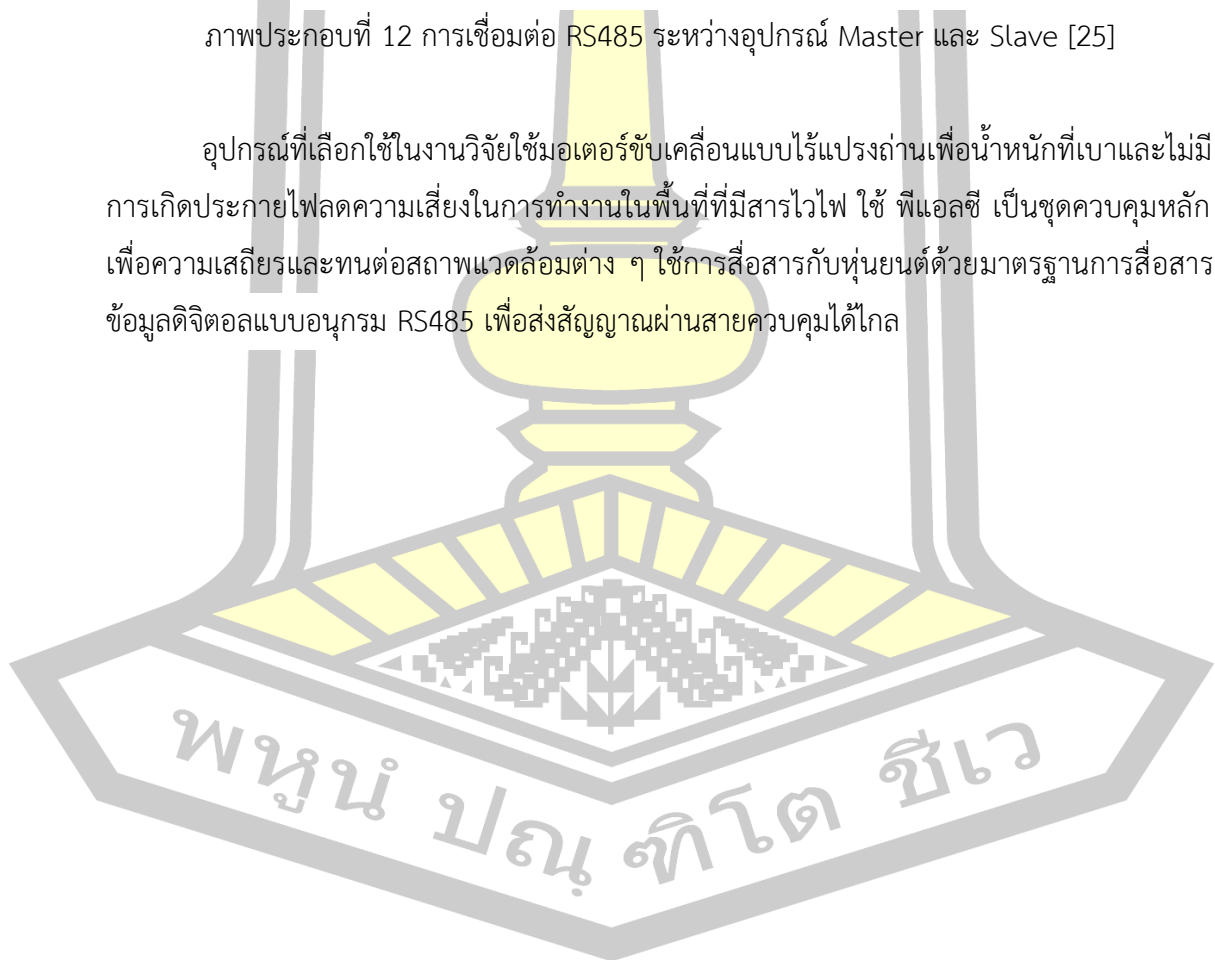 ภาพประกอบที่ 12 การเชื่อมต่อ RS485 ระหว่างอุปกรณ์ Master และ Slave [25]
อุปกรณ์ที่เลือกใช้ในงานวิจัยใช้มอเตอร์ขับเคลื่อนแบบไร้แปรงถ่านเพื่อน้ำหนักที่เบาและไม่มี
การเกิดประกายไฟลดความเสี่ยงในการทำงานในพื้นที่ที่มีสารไวไฟ ใช้ พีแอลซี เป็นชุดควบคุมหลัก
เพื่อความเสถียรและทนต่อสภาพแวดล้อมต่าง ๆ ใช้การสื่อสารกับหุ่นยนต์ด้วยมาตรฐานการสื่อสาร
ข้อมูลดิจิตอลแบบอนุกรม RS485 เพื่อส่งสัญญาณผ่านสายควบคุมได้ไกล
พหูนํ ปณฺ ฑิโต ชีเว